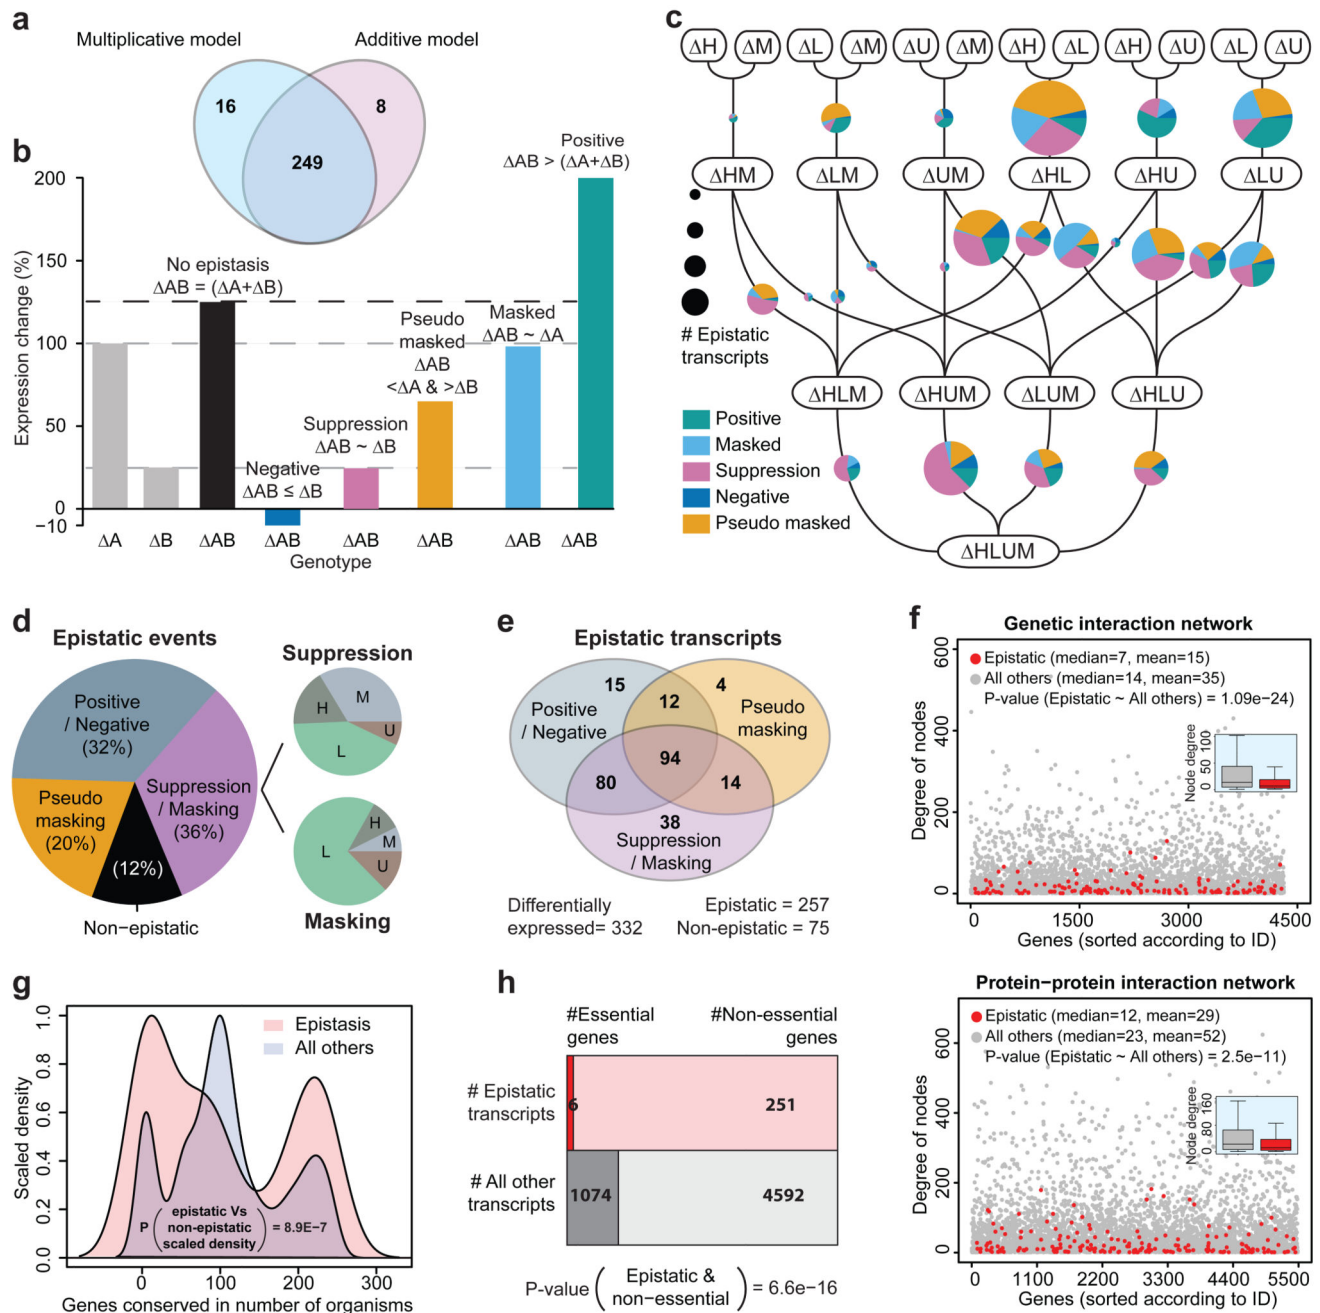 a
Multiplicative model
Additive model
16
249
8
b
Expression change (%)
200
150
100
50
0
−10
No epistasis
ΔAB = (ΔA+ΔB)
Negative
ΔAB ≤ ΔB
Suppression
ΔAB ~ ΔB
Pseudo
masked
ΔAB
<ΔA & >ΔB
Masked
ΔAB ~ ΔA
Positive
ΔAB > (ΔA+ΔB)
ΔA ΔB ΔAB ΔAB ΔAB ΔAB ΔAB ΔAB
Genotype
c
ΔH ΔM ΔL ΔM ΔU ΔM ΔH ΔL ΔH ΔU ΔL ΔU
ΔHM ΔLM ΔUM ΔHL ΔHU ΔLU
# Epistatic
transcripts
ΔHLM ΔHUM ΔLUM ΔHLU
Positive
Masked
Suppression
Negative
Pseudo masked
ΔHLUM
d
Epistatic events
Positive
/ Negative
(32%)
Pseudo
masking
(20%)
Suppression
/ Masking
(36%)
(12%)
Non−epistatic
Suppression
H
M
L
U
H
M
L
U
Masking
e
Epistatic transcripts
15
12
4
Positive
/ Negative
Pseudo
masking
94
80
14
38
Suppression
/ Masking
Differentially
expressed= 332
Epistatic = 257
Non−epistatic = 75
f
Genetic interaction network
Epistatic (median=7, mean=15)
All others (median=14, mean=35)
P-value (Epistatic ~ All others) = 1.09e−24)
Degree of nodes
600
400
200
0
Node degree
100
50
0
0 1500 3000 4500
Genes (sorted according to ID)
Protein−protein interaction network
Epistatic (median=12, mean=29)
All others (median=23, mean=52)
P-value (Epistatic ~ All others) = 2.5e−11)
Degree of nodes
600
400
200
0
Node degree
160
80
0
0 1100 2200 3300 4400 5500
Genes (sorted according to ID)
g
Scaled density
1.0
0.8
0.6
0.4
0.2
0.0
Epistasis
All others
P ( epistatic Vs
non-epistatic
scaled density ) = 8.9E−7
0 100 200 300
Genes conserved in number of organisms
h
#Essential
genes
#Non-essential
genes
# Epistatic
transcripts
6
251
# All other
transcripts
1074
4592
P-value ( Epistatic &
non−essential ) = 6.6e−16